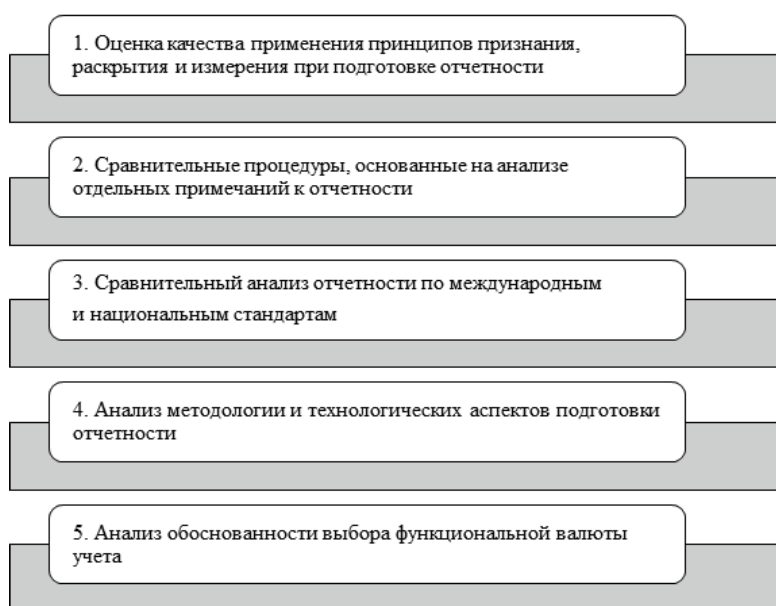 1. Оценка качества применения принципов признания,
раскрытия и измерения при подготовке отчетности
2. Сравнительные процедуры, основанные на анализе
отдельных примечаний к отчетности
3. Сравнительный анализ отчетности по международным
и национальным стандартам
4. Анализ методологии и технологических аспектов подготовки
отчетности
5. Анализ обоснованности выбора функциональной валюты
учета